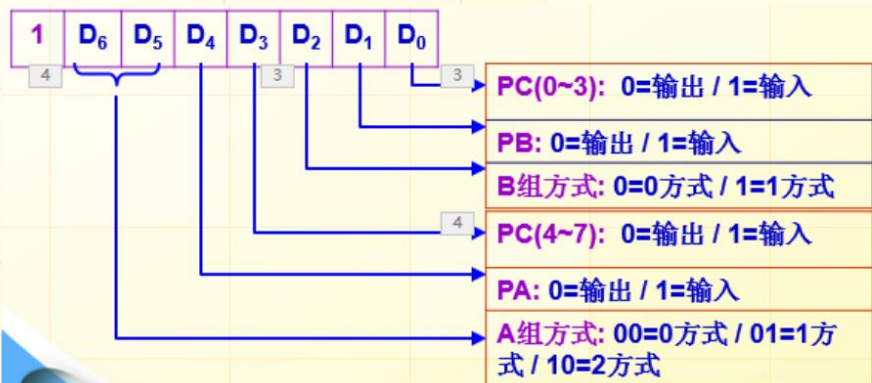 1 D₆ D₅ D₄ D₃ D₂ D₁ D₀
4 3 3
PC(0~3): 0=输出 / 1=输入
PB: 0=输出 / 1=输入
B组方式: 0=0方式 / 1=1方式
4
PC(4~7): 0=输出 / 1=输入
PA: 0=输出 / 1=输入
A组方式: 00=0方式 / 01=1方
式 / 10=2方式